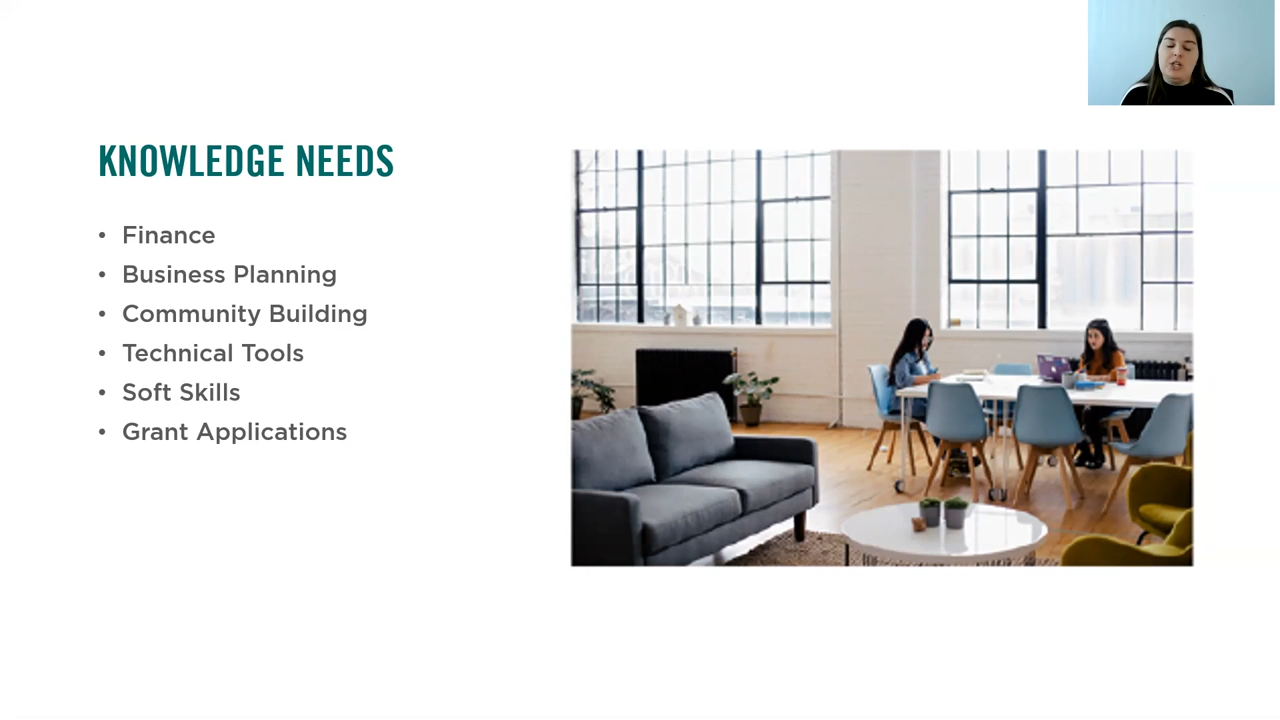 KNOWLEDGE NEEDS
• Finance
• Business Planning
• Community Building
• Technical Tools
• Soft Skills
• Grant Applications